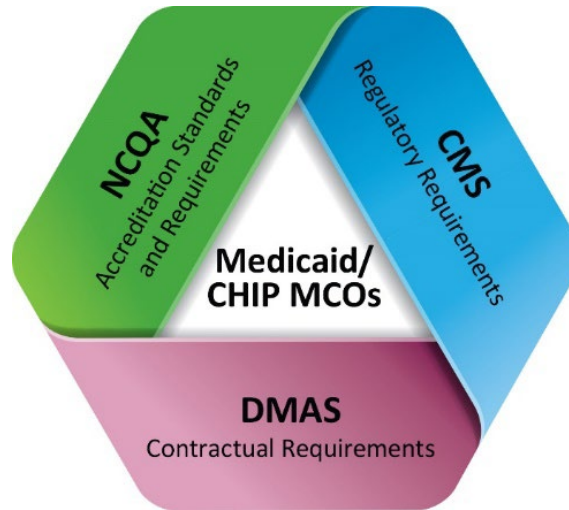 NCQA
Accreditation Standards
and Requirements
CMS
Regulatory Requirements
Medicaid/
CHIP MCOs
DMAS
Contractual Requirements